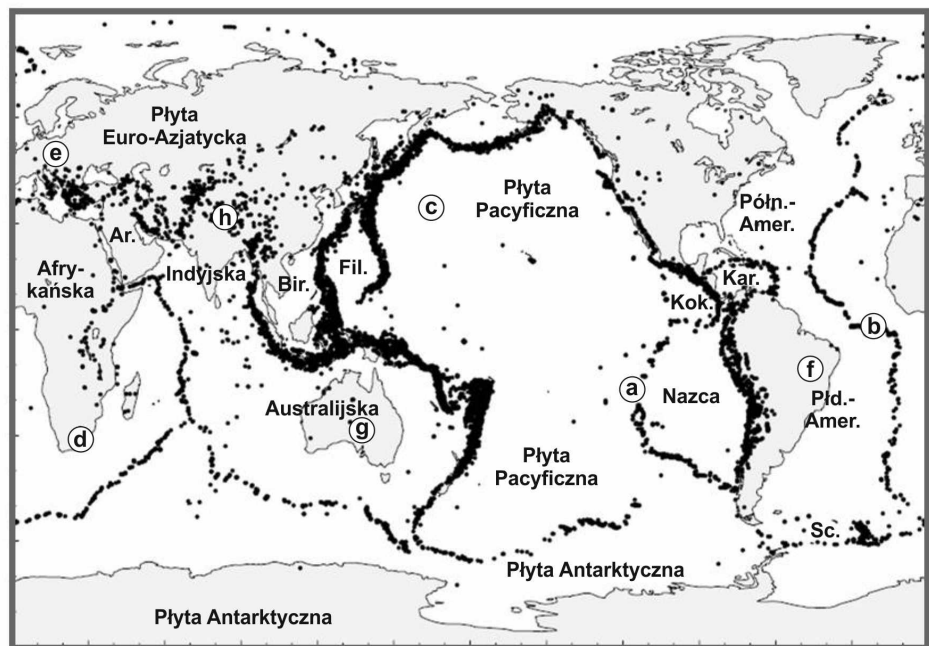 Płyta
Euro-Azjatycka
e
h
c
Płyta
Pacyficzna
Półn.-
Amer.
Ar.
Afry-
kańska
Indyjska
Bir.
Fil.
Kar.
Kok.
b
a
Nazca
f
Płd.-
Amer.
Australijska
g
d
Płyta
Pacyficzna
Sc.
Płyta Antarktyczna
Płyta Antarktyczna